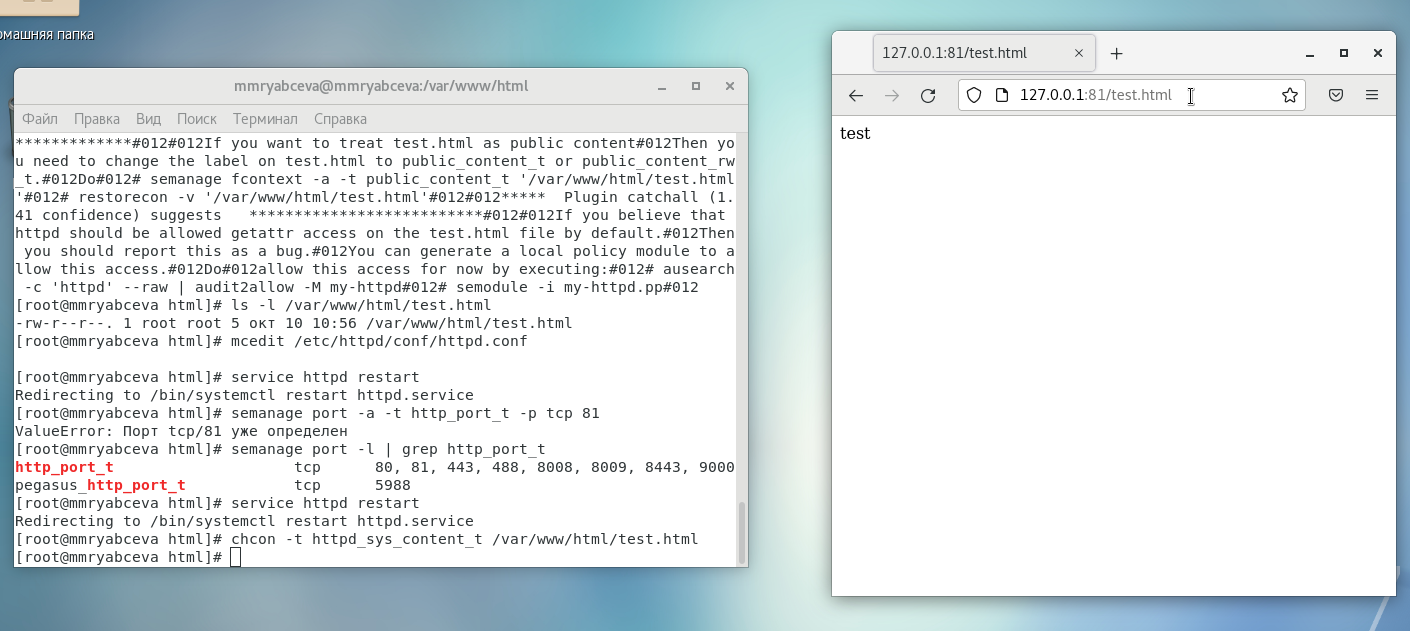 омашняя папка
mmryabceva@mmryabceva:/var/www/html
Файл Правка Вид Поиск Терминал Справка
*************#012#012If you want to treat test.html as public content#012Then yo
u need to change the label on test.html to public_content_t or public_content_rw
_t.#012Do#012# semanage fcontext -a -t public_content_t '/var/www/html/test.html
'#012# restorecon -v '/var/www/html/test.html'#012#012*****  Plugin catchall (1.
41 confidence) suggests   **************************#012#012If you believe that
httpd should be allowed getattr access on the test.html file by default.#012Then
 you should report this as a bug.#012You can generate a local policy module to a
llow this access.#012Do#012allow this access for now by executing:#012# ausearch
 -c 'httpd' --raw | audit2allow -M my-httpd#012# semodule -i my-httpd.pp#012
[root@mmryabceva html]# ls -l /var/www/html/test.html
-rw-r--r--. 1 root root 5 окт 10 10:56 /var/www/html/test.html
[root@mmryabceva html]# mcedit /etc/httpd/conf/httpd.conf
[root@mmryabceva html]# service httpd restart
Redirecting to /bin/systemctl restart httpd.service
[root@mmryabceva html]# semanage port -a -t http_port_t -p tcp 81
ValueError: Порт tcp/81 уже определен
[root@mmryabceva html]# semanage port -l | grep http_port_t
http_port_t                    tcp      80, 81, 443, 488, 8008, 8009, 8443, 9000
pegasus_http_port_t            tcp      5988
[root@mmryabceva html]# service httpd restart
Redirecting to /bin/systemctl restart httpd.service
[root@mmryabceva html]# chcon -t httpd_sys_content_t /var/www/html/test.html
[root@mmryabceva html]#
127.0.0.1:81/test.html
127.0.0.1:81/test.html
test